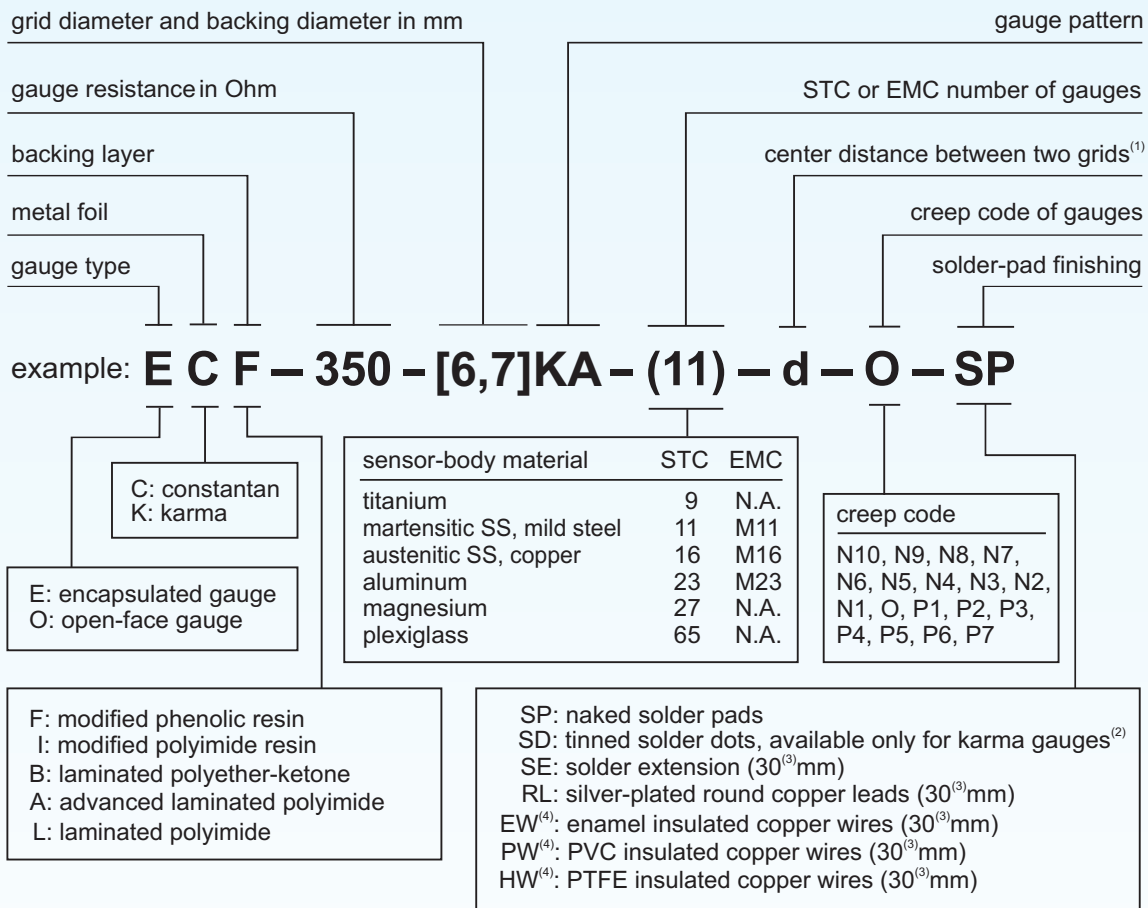 grid diameter and backing diameter in mm
gauge pattern
gauge resistance in Ohm
STC or EMC number of gauges
backing layer
center distance between two grids(1)
metal foil
creep code of gauges
gauge type
solder-pad finishing
example: E C F – 350 – [6,7]KA – (11) – d – O – SP
C: constantan
K: karma
E: encapsulated gauge
O: open-face gauge
sensor-body material STC EMC
titanium 9 N.A.
martensitic SS, mild steel 11 M11
austenitic SS, copper 16 M16
aluminum 23 M23
magnesium 27 N.A.
plexiglass 65 N.A.
creep code
N10, N9, N8, N7,
N6, N5, N4, N3, N2,
N1, O, P1, P2, P3,
P4, P5, P6, P7
F: modified phenolic resin
I: modified polyimide resin
B: laminated polyether-ketone
A: advanced laminated polyimide
L: laminated polyimide
SP: naked solder pads
SD: tinned solder dots, available only for karma gauges(2)
SE: solder extension (30(3)mm)
RL: silver-plated round copper leads (30(3)mm)
EW(4): enamel insulated copper wires (30(3)mm)
PW(4): PVC insulated copper wires (30(3)mm)
HW(4): PTFE insulated copper wires (30(3)mm)